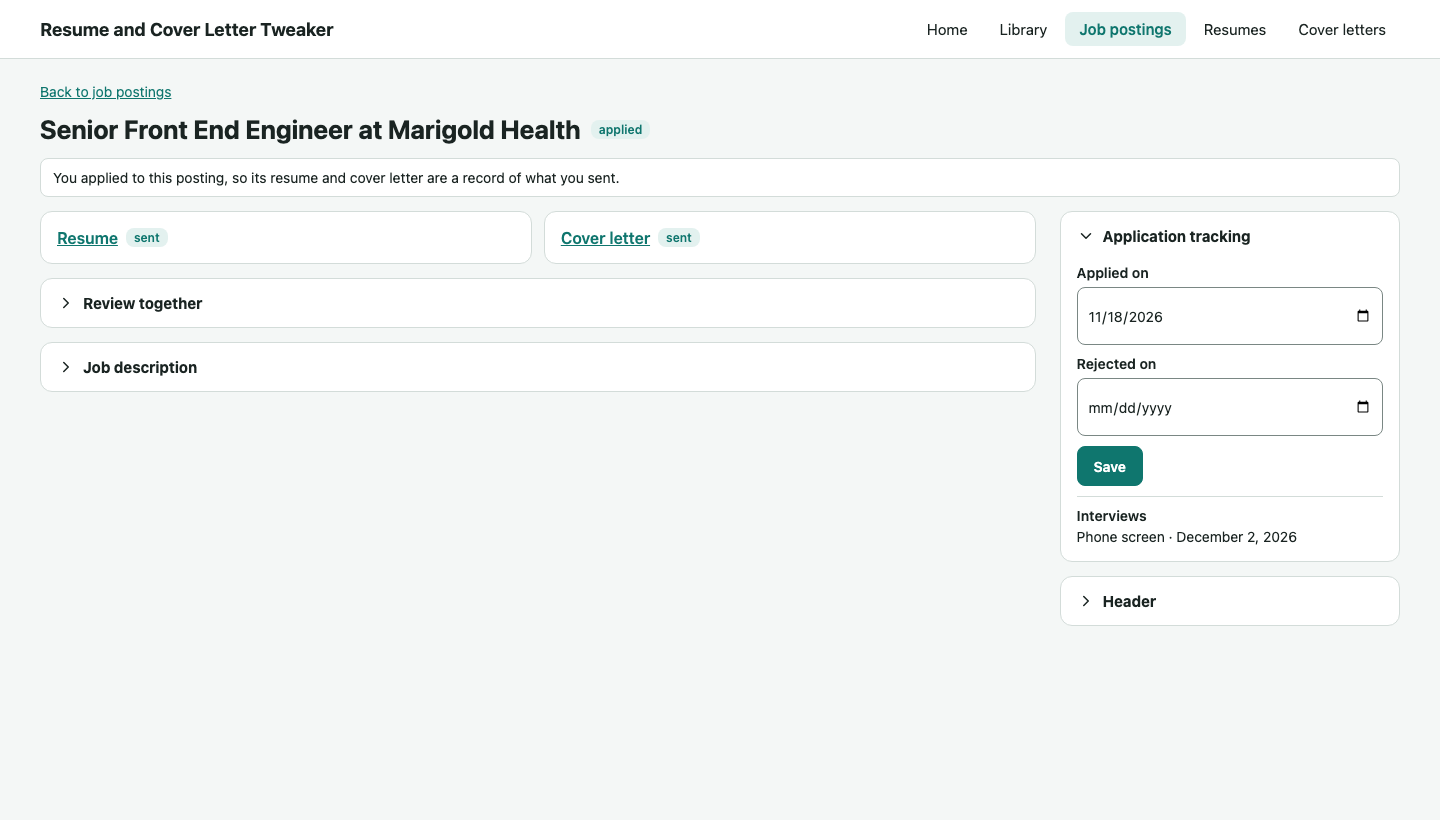 Resume and Cover Letter Tweaker
Home
Library
Job postings
Resumes
Cover letters
Back to job postings
Senior Front End Engineer at Marigold Health
applied
You applied to this posting, so its resume and cover letter are a record of what you sent.
Resume
sent
Cover letter
sent
Review together
Job description
Application tracking
Applied on
11/18/2026
Rejected on
mm/dd/yyyy
Save
Interviews
Phone screen · December 2, 2026
Header